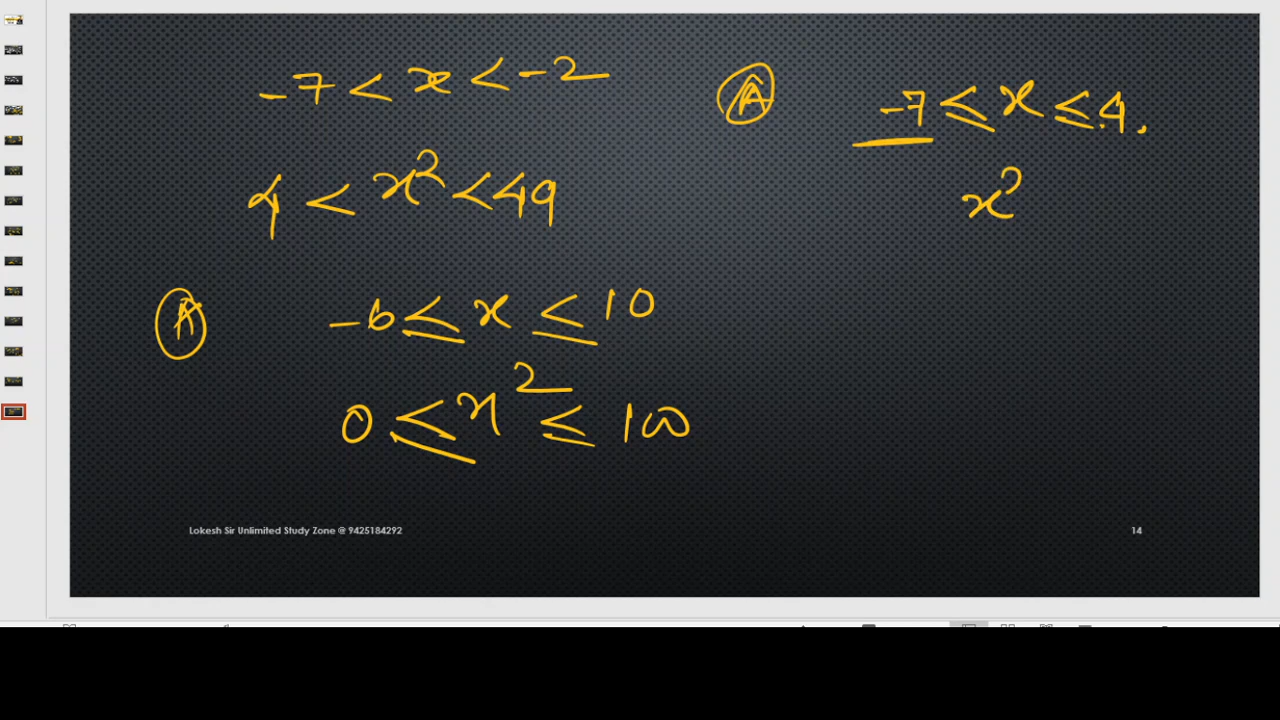 -7 < x < -2
4 < x² < 49
A
-6 ≤ x ≤ 10
0 ≤ x² ≤ 100
A
-7 ≤ x ≤ 4.
x²
Lokesh Sir Unlimited Study Zone @ 9425184292
14